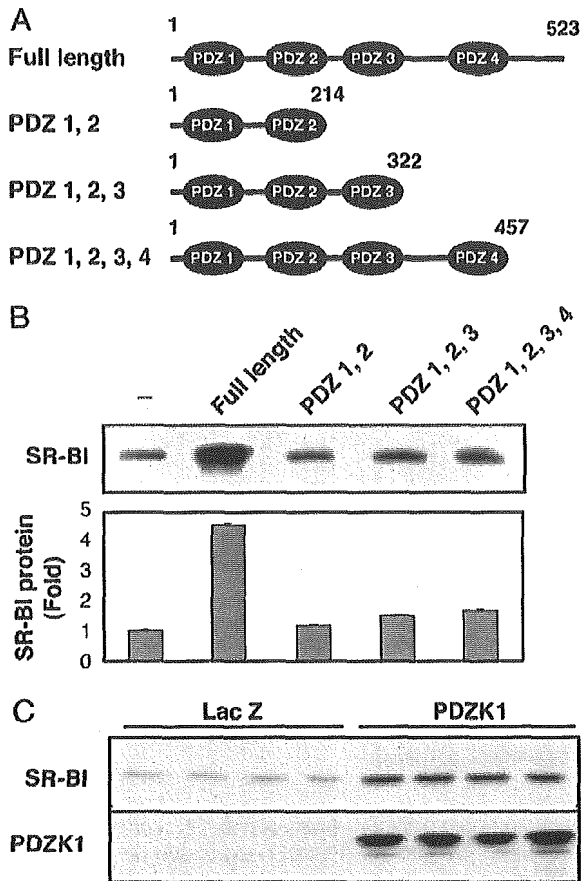 A
1
523
Full length
PDZ 1 PDZ 2 PDZ 3 PDZ 4
1
214
PDZ 1, 2
PDZ 1 PDZ 2
1
322
PDZ 1, 2, 3
PDZ 1 PDZ 2 PDZ 3
1
457
PDZ 1, 2, 3, 4
PDZ 1 PDZ 2 PDZ 3 PDZ 4
B
– Full length PDZ 1, 2 PDZ 1, 2, 3 PDZ 1, 2, 3, 4
SR-BI
SR-BI protein
(Fold)
5
4
3
2
1
0
C
Lac Z PDZK1
SR-BI
PDZK1